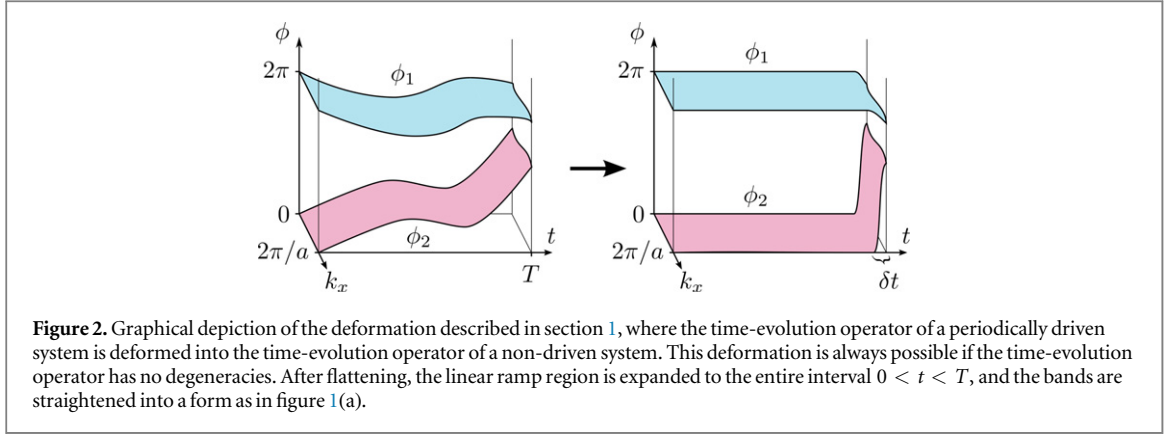 ϕ
2π
ϕ₁
0
ϕ₂
2π/a
kₓ
t
T
ϕ
2π
ϕ₁
0
ϕ₂
2π/a
kₓ
t
δt
Figure 2. Graphical depiction of the deformation described in section 1, where the time-evolution operator of a periodically driven
system is deformed into the time-evolution operator of a non-driven system. This deformation is always possible if the time-evolution
operator has no degeneracies. After flattening, the linear ramp region is expanded to the entire interval 0 < t < T, and the bands are
straightened into a form as in figure 1(a).